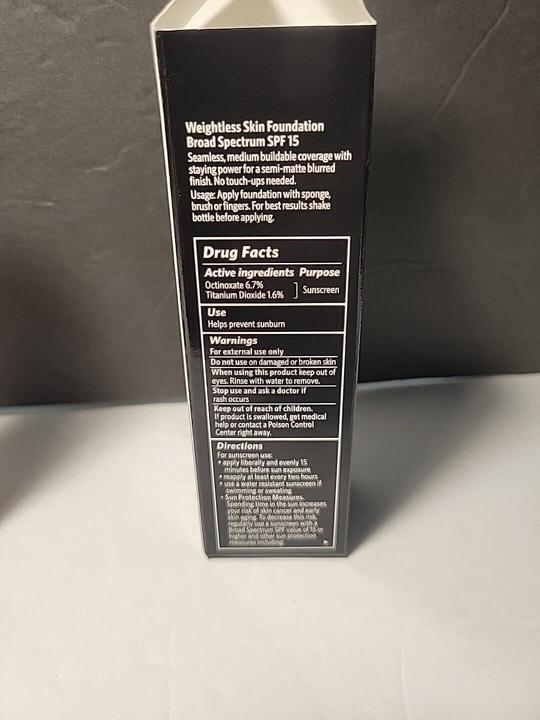 Weightless Skin Foundation
Broad Spectrum SPF 15
Seamless, medium buildable coverage with
staying power for a semi-matte blurred
finish. No touch-ups needed.
Usage: Apply foundation with sponge,
brush or fingers. For best results shake
bottle before applying.
Drug Facts
Active ingredients Purpose
Octinoxate 6.7%
Titanium Dioxide 1.6% ] Sunscreen
Use
Helps prevent sunburn
Warnings
For external use only
Do not use on damaged or broken skin
When using this product keep out of
eyes. Rinse with water to remove.
Stop use and ask a doctor if
rash occurs
Keep out of reach of children.
If product is swallowed, get medical
help or contact a Poison Control
Center right away.
Directions
For sunscreen use:
• apply liberally and evenly 15
minutes before sun exposure
• reapply at least every two hours
• use a water resistant sunscreen if
swimming or sweating
• Sun Protection Measures.
Spending time in the sun increases
your risk of skin cancer and early
skin aging. To decrease this risk,
regularly use a sunscreen with a
Broad Spectrum SPF value of 15 or
higher and other sun protection
measures including: